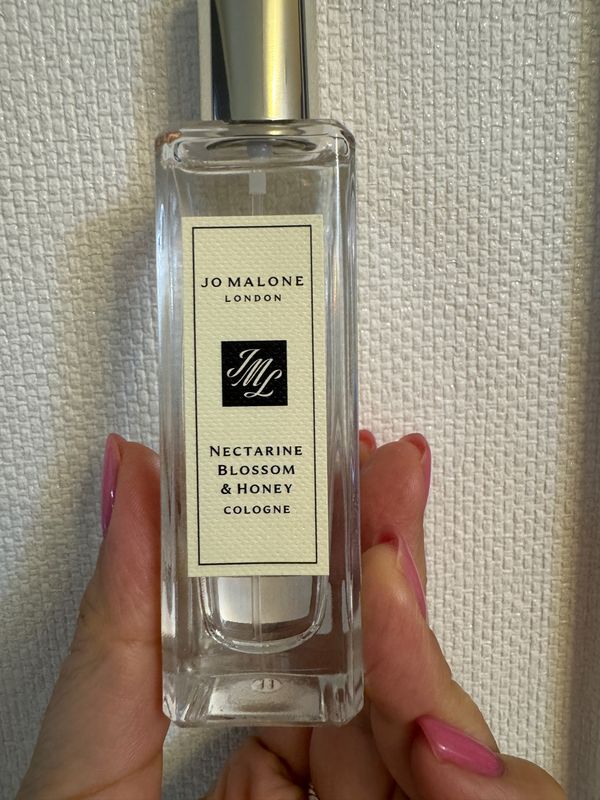 JO MALONE
LONDON
JML
NECTARINE
BLOSSOM
& HONEY
COLOGNE